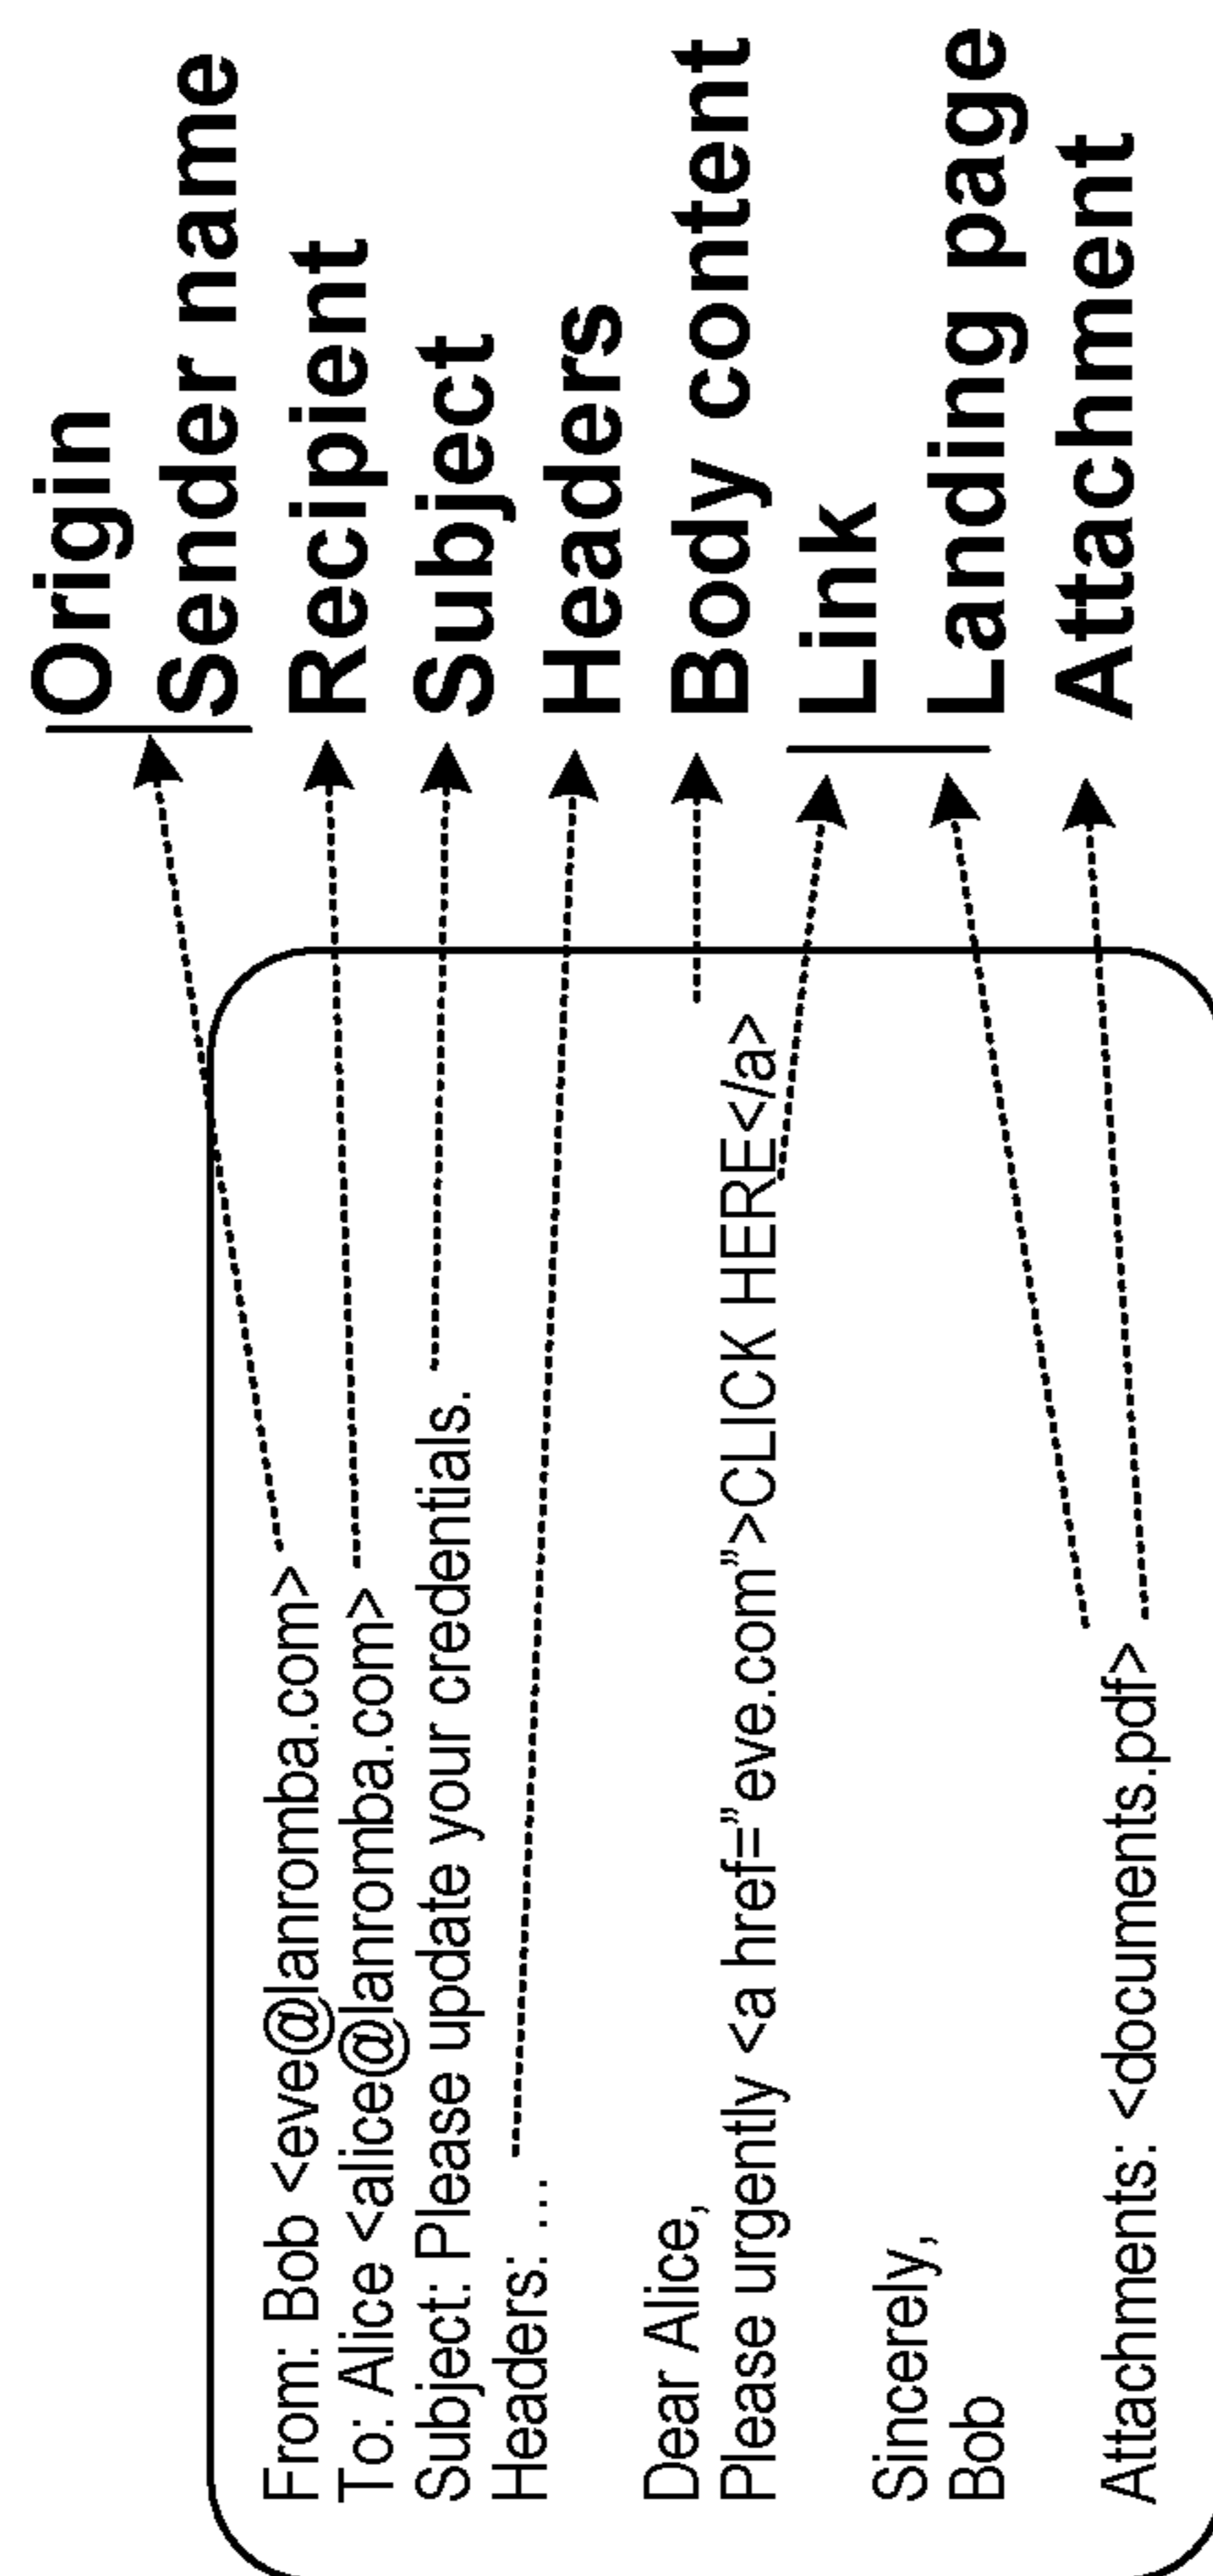 From: Bob <eve@lanromba.com>
To: Alice <alice@lanromba.com>
Subject: Please update your credentials.
Headers: ...
Dear Alice,
Please urgently <a href=”eve.com”>CLICK HERE</a>
Sincerely,
Bob
Attachments: <documents.pdf>
Origin
Sender name
Recipient
Subject
Headers
Body content
Link
Landing page
Attachment